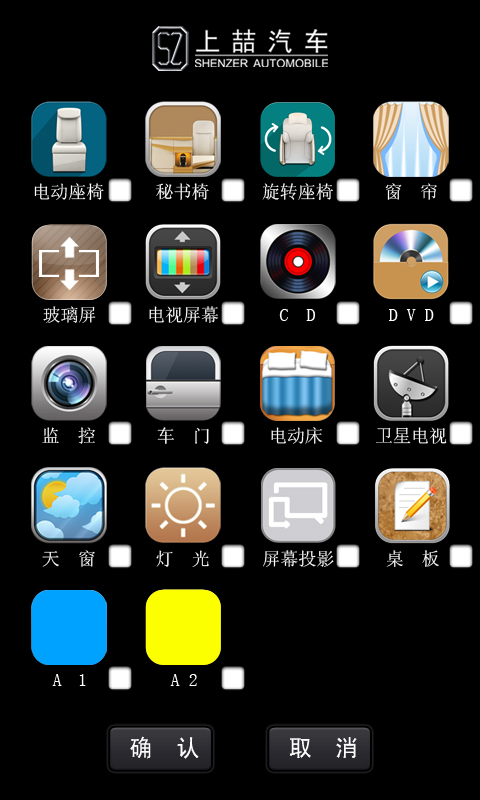 SZ 上喆汽车
SHENZER AUTOMOBILE
电动座椅 秘书椅 旋转座椅 窗 帘
玻璃屏 电视屏幕 C D D V D
监 控 车 门 电动床 卫星电视
天 窗 灯 光 屏幕投影 桌 板
A 1 A 2
确 认 取 消